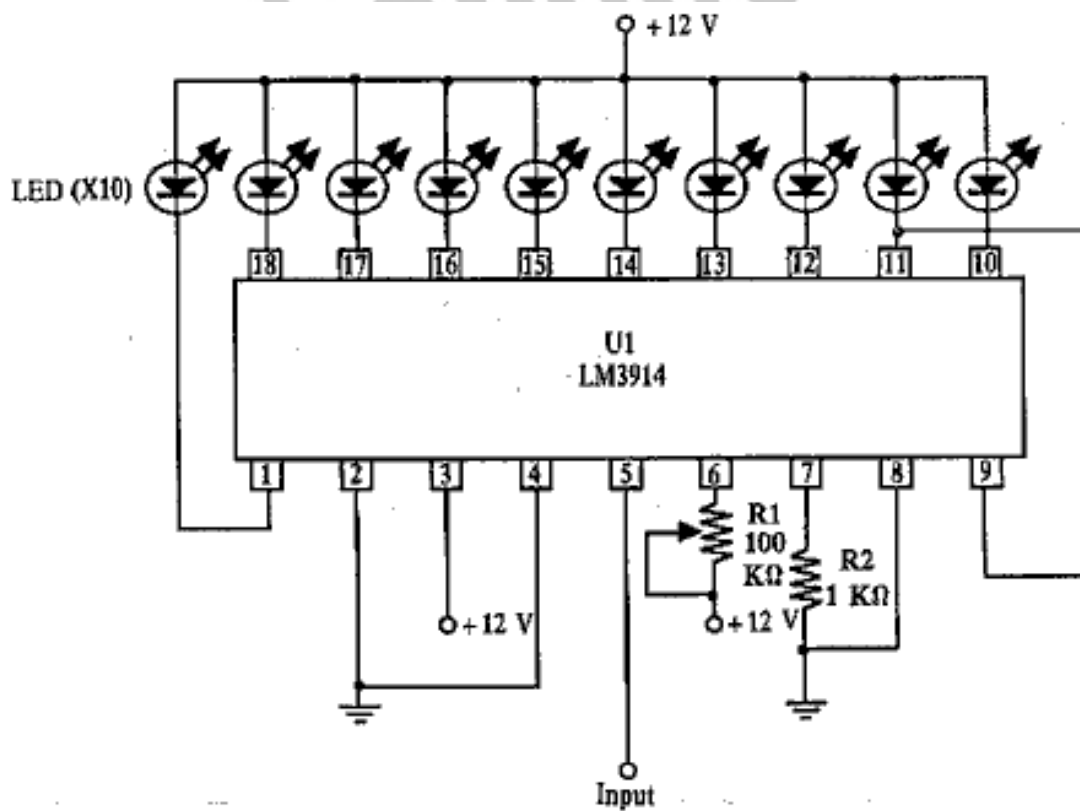 +12 V
LED (X10)
18 17 16 15 14 13 12 11 10
U1
LM3914
1 2 3 4 5 6 7 8 9
R1
100
KΩ
R2
1 KΩ
+12 V
+12 V
Input